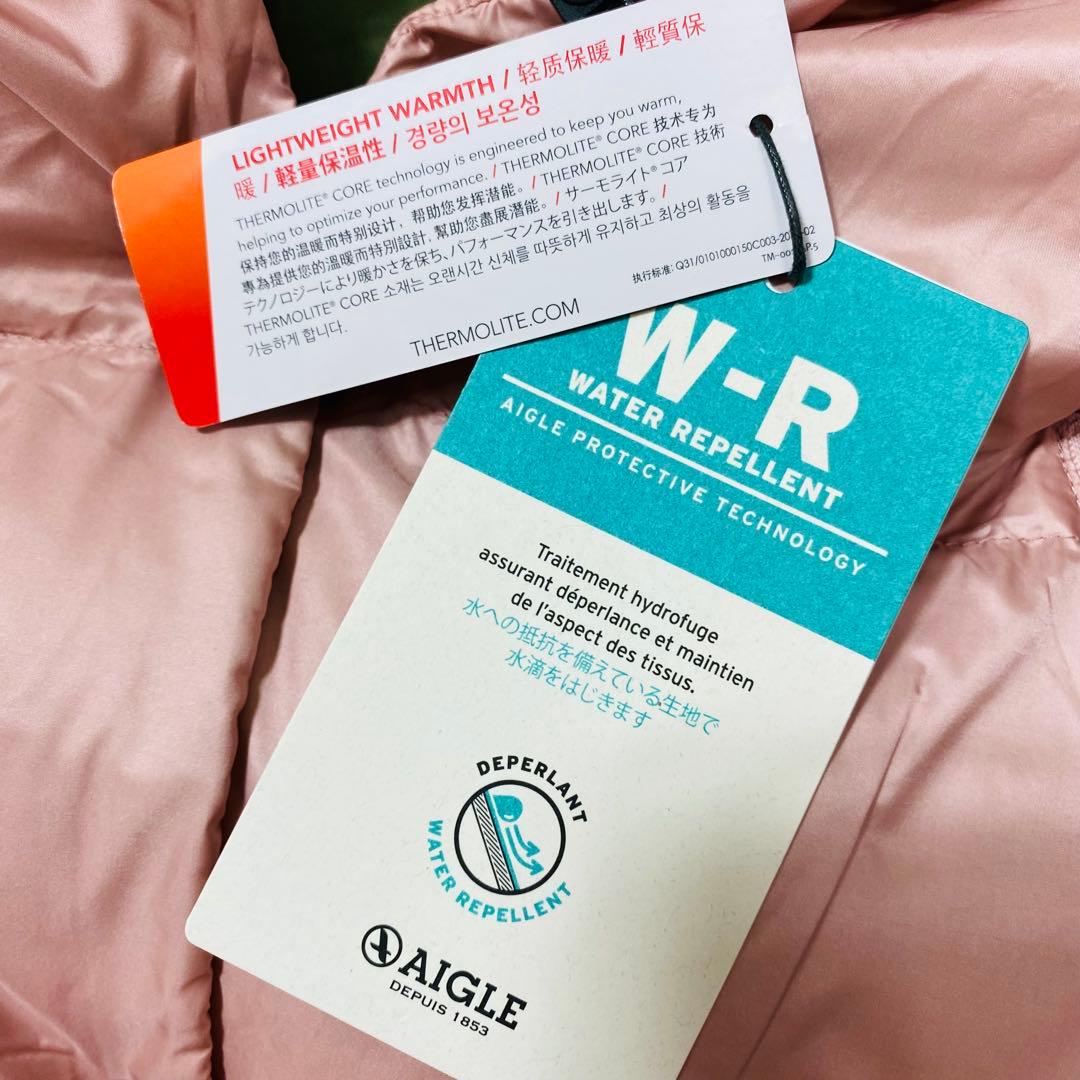 LIGHTWEIGHT WARMTH / 轻质保暖 / 輕質保
暖 / 軽量保温性 / 경량의 보온성
THERMOLITE® CORE technology is engineered to keep you warm,
helping to optimize your performance. / THERMOLITE® CORE 技术专为
保持您的温暖而特别设计，帮助您发挥潜能。 / THERMOLITE® CORE 技術
專為提供您的溫暖而特別設計, 幫助您盡展潛能。 / サーモライト® コア
テクノロジーにより暖かさを保ち、パフォーマンスを引き出します。 /
THERMOLITE® CORE 소재는 오랜시간 신체를 따뜻하게 유지하고 최상의 활동을
가능하게 합니다.
执行标准: Q31/0101000150C003
THERMOLITE.COM
W-R
WATER REPELLENT
AIGLE PROTECTIVE TECHNOLOGY
Traitement hydrofuge
assurant déperlance et maintien
de l'aspect des tissus.
水への抵抗を備えている生地で
水滴をはじきます
DEPERLANT
WATER REPELLENT
AIGLE
DEPUIS 1853